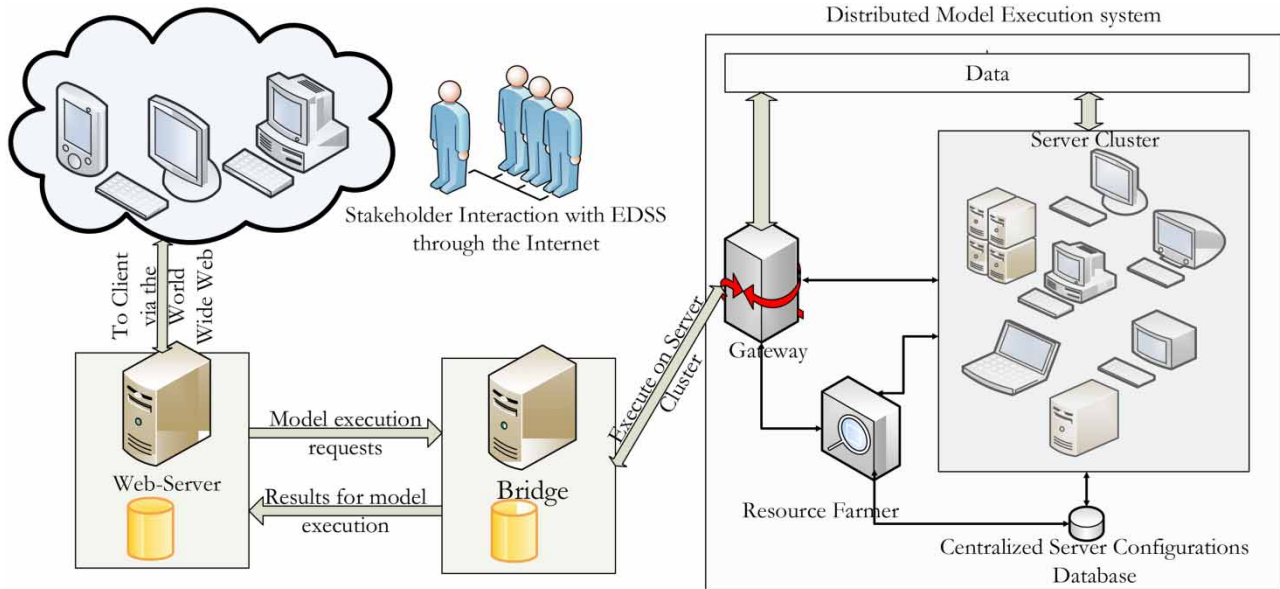 Distributed Model Execution system
Data
Server Cluster
Stakeholder Interaction with EDSS
through the Internet
To Client
via the
World
Wide Web
Execute on Server
Cluster
Gateway
Model execution
requests
Web-Server
Bridge
Results for model
execution
Resource Farmer
Centralized Server Configurations
Database